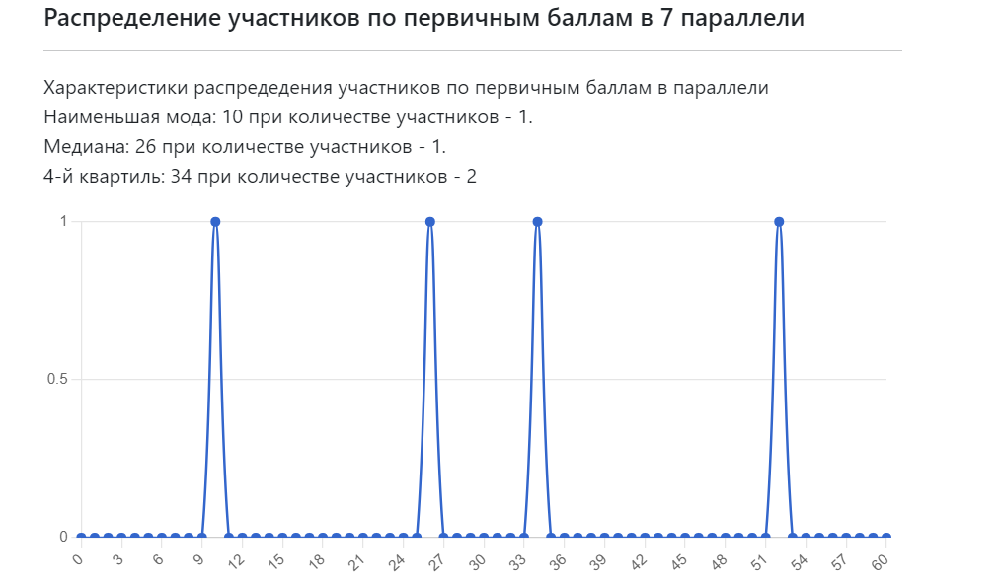 Распределение участников по первичным баллам в 7 параллели
Характеристики распредедения участников по первичным баллам в параллели
Наименьшая мода: 10 при количестве участников - 1.
Медиана: 26 при количестве участников - 1.
4-й квартиль: 34 при количестве участников - 2
1
0.5
0
0 3 6 9 12 15 18 21 24 27 30 33 36 39 42 45 48 51 54 57 60